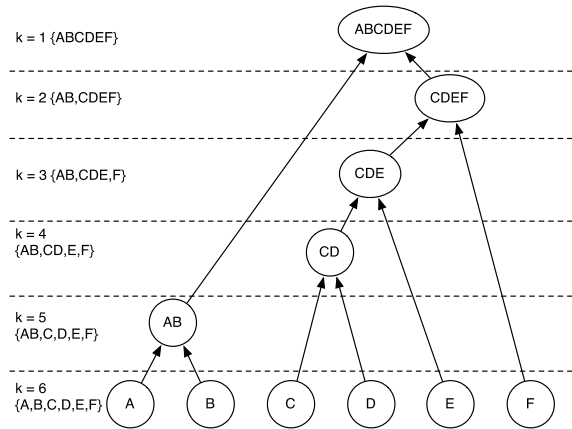 ABCDEF
k = 1 {ABCDEF}
k = 2 {AB,CDEF}
CDEF
k = 3 {AB,CDE,F}
CDE
k = 4
{AB,CD,E,F}
CD
k = 5
{AB,C,D,E,F}
AB
k = 6
{A,B,C,D,E,F}
A
B
C
D
E
F